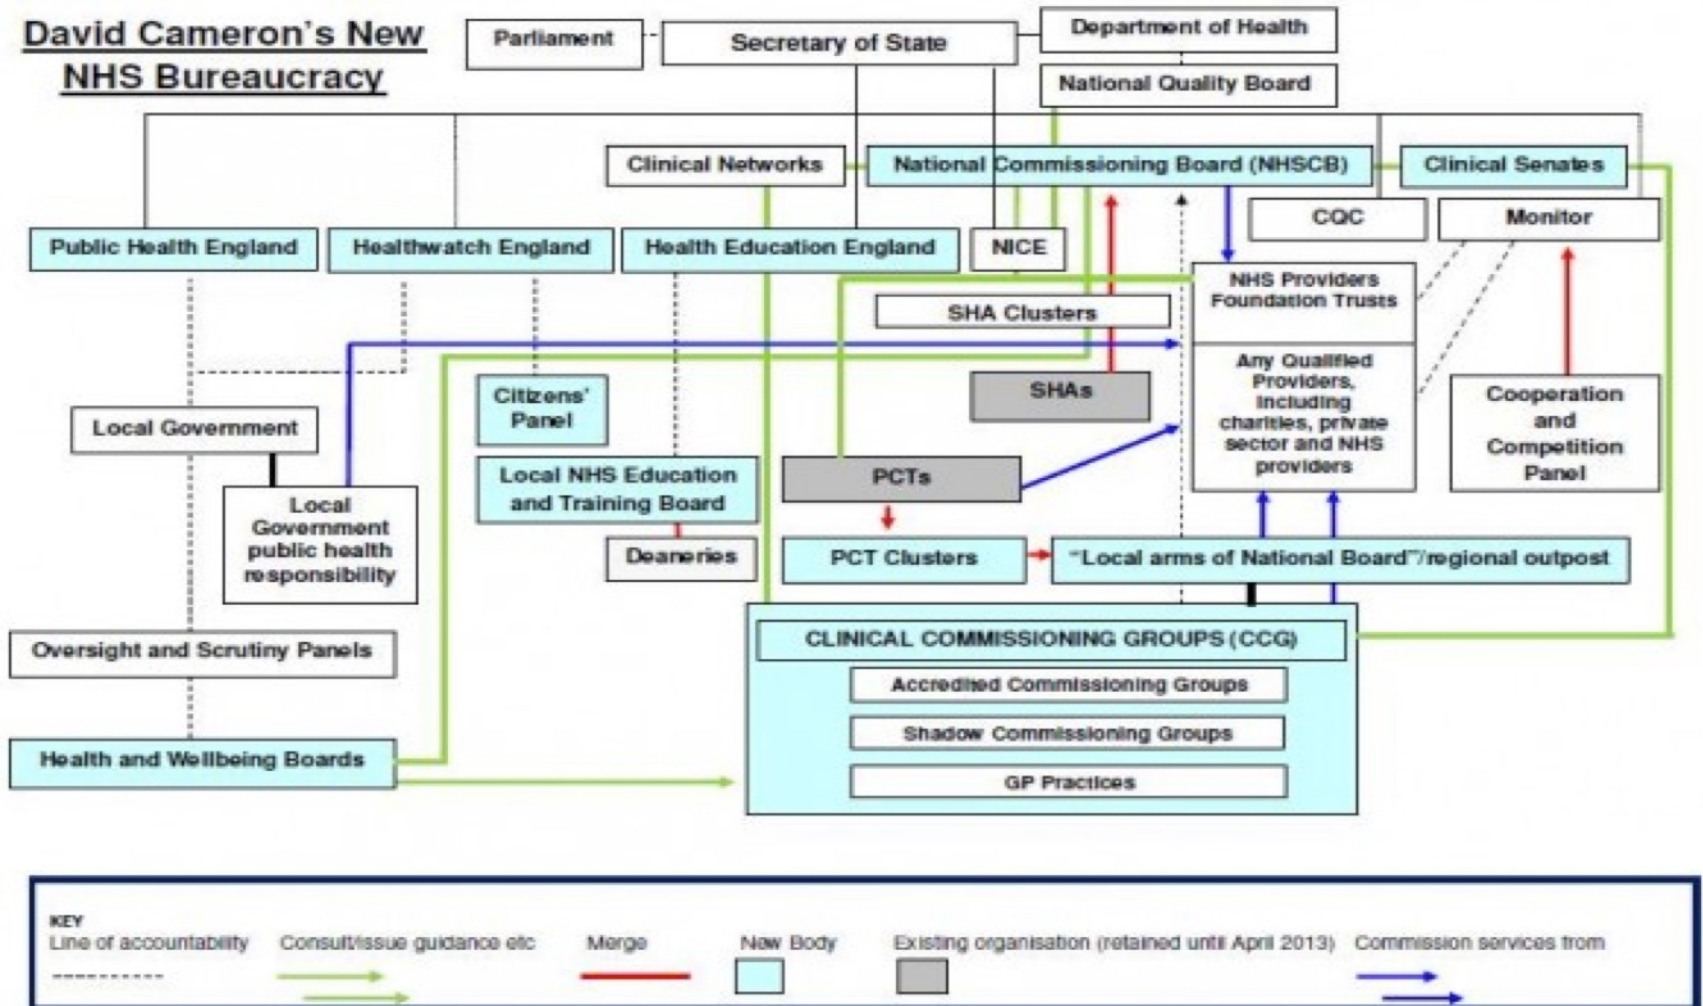 David Cameron's New
NHS Bureaucracy
Parliament
Secretary of State
Department of Health
National Quality Board
Clinical Networks
National Commissioning Board (NHSCB)
Clinical Senates
CQC
Monitor
Public Health England
Healthwatch England
Health Education England
NICE
NHS Providers
Foundation Trusts
SHA Clusters
Any Qualified
Providers,
including
charities, private
sector and NHS
providers
SHAs
Citizens'
Panel
Cooperation
and
Competition
Panel
Local Government
Local NHS Education
and Training Board
PCTs
Local
Government
public health
responsibility
Deaneries
PCT Clusters
"Local arms of National Board"/regional outpost
Oversight and Scrutiny Panels
CLINICAL COMMISSIONING GROUPS (CCG)
Accredited Commissioning Groups
Shadow Commissioning Groups
GP Practices
Health and Wellbeing Boards
KEY
Line of accountability
Consult/issue guidance etc
Merge
New Body
Existing organisation (retained until April 2013)
Commission services from